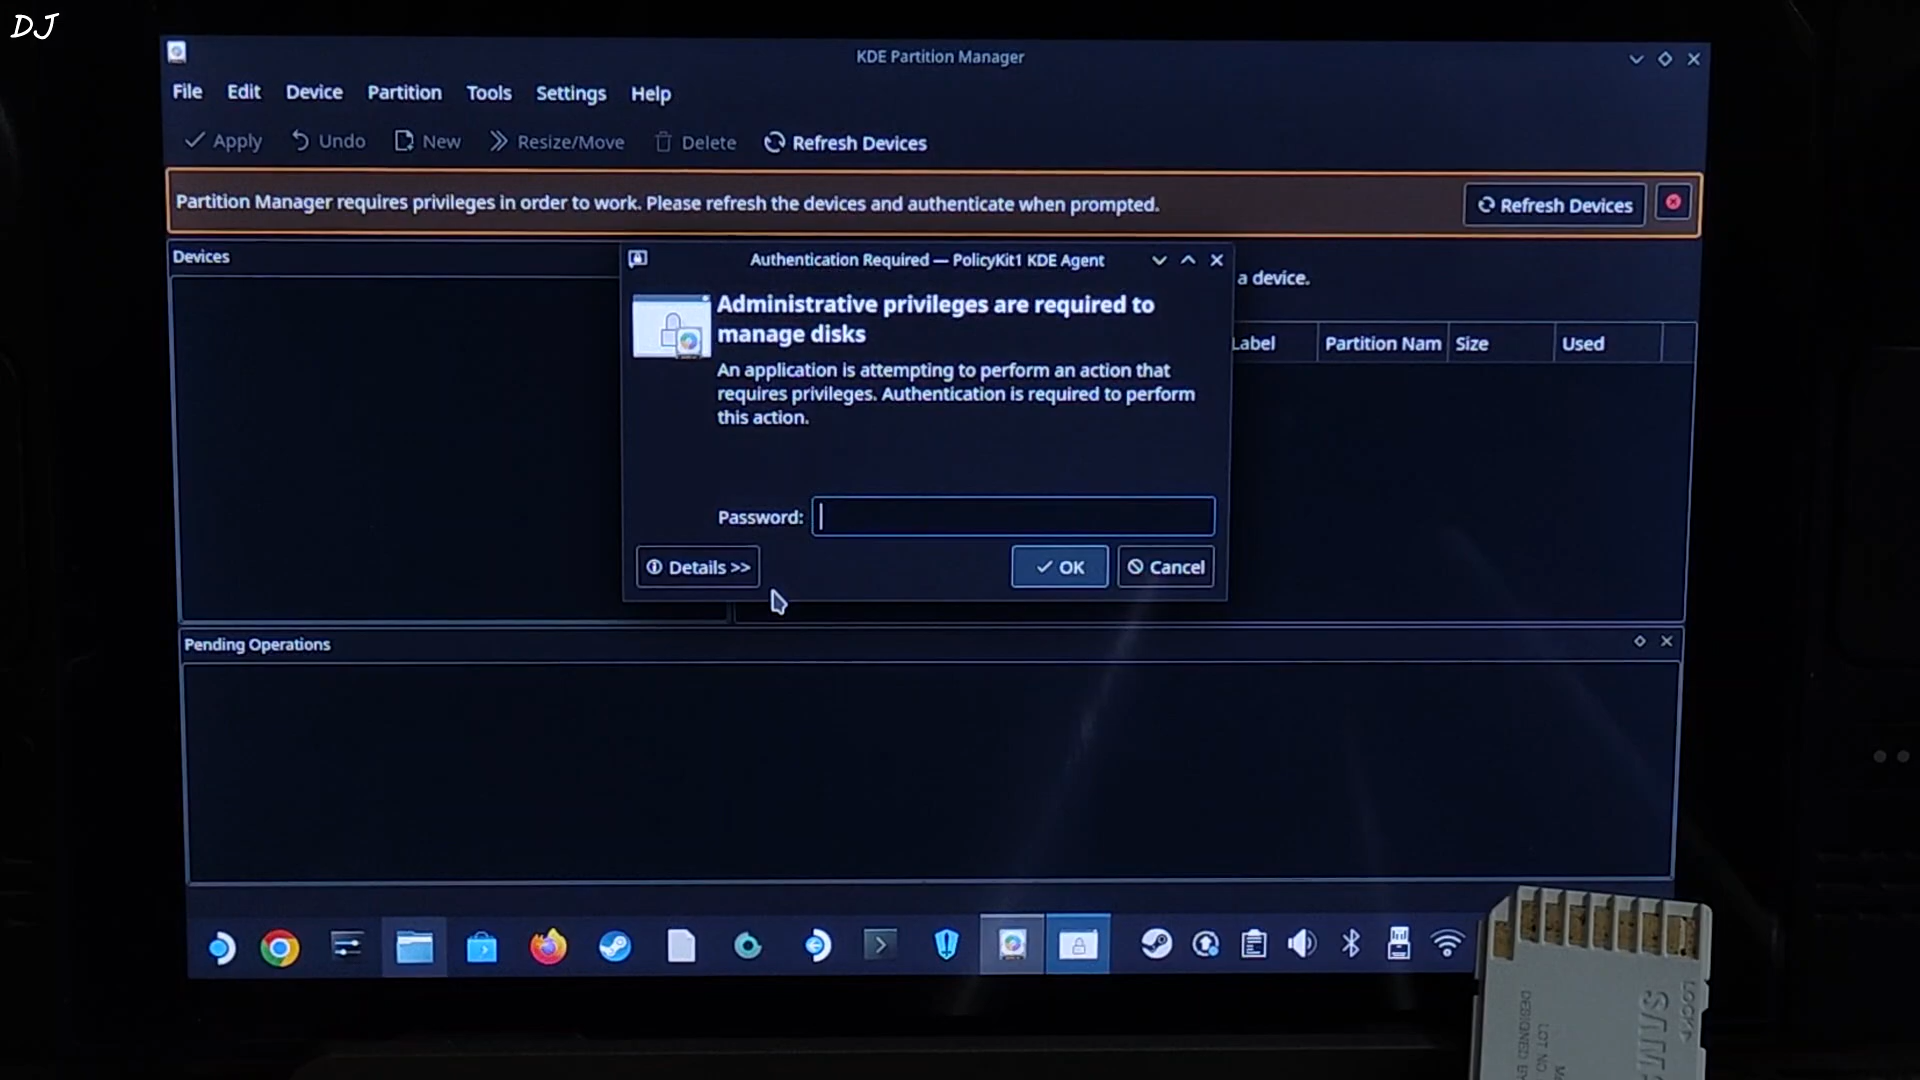 DJ
KDE Partition Manager
File Edit Device Partition Tools Settings Help
Apply Undo New Resize/Move Delete Refresh Devices
Partition Manager requires privileges in order to work. Please refresh the devices and authenticate when prompted. Refresh Devices
Devices
Authentication Required — PolicyKit1 KDE Agent
a device.
Administrative privileges are required to
manage disks
Label Partition Nam Size Used
An application is attempting to perform an action that
requires privileges. Authentication is required to perform
this action.
Password:
Details >> OK Cancel
Pending Operations
LOCK
DESIGNED
LOT NO.